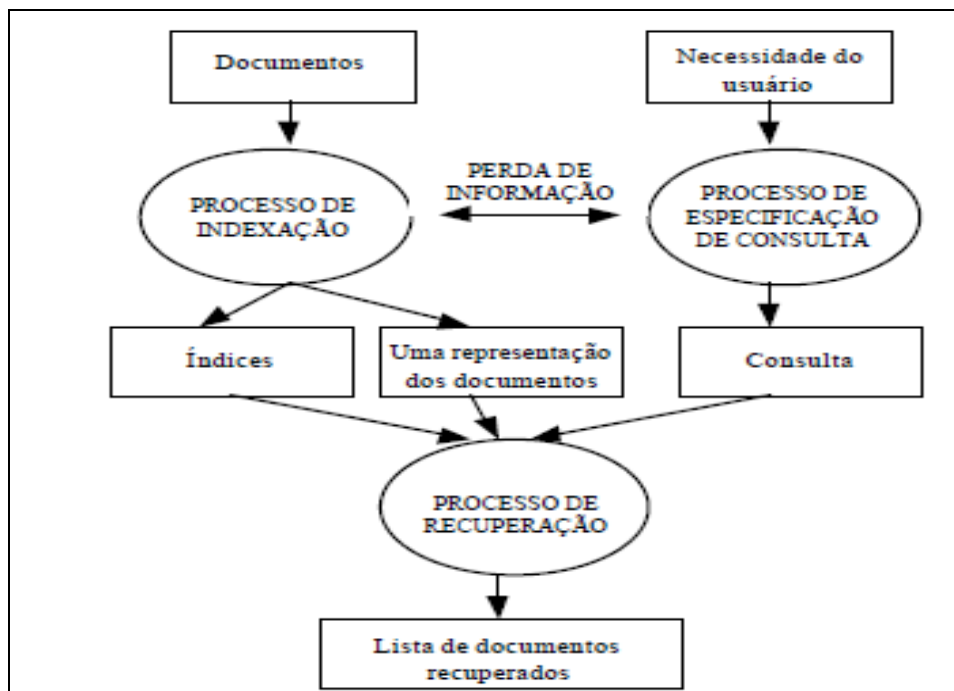 Documentos
Necessidade do
usuário
PROCESSO DE
INDEXAÇÃO
PERDA DE
INFORMAÇÃO
PROCESSO DE
ESPECIFICAÇÃO
DE CONSULTA
Índices
Uma representação
dos documentos
Consulta
PROCESSO DE
RECUPERAÇÃO
Lista de documentos
recuperados